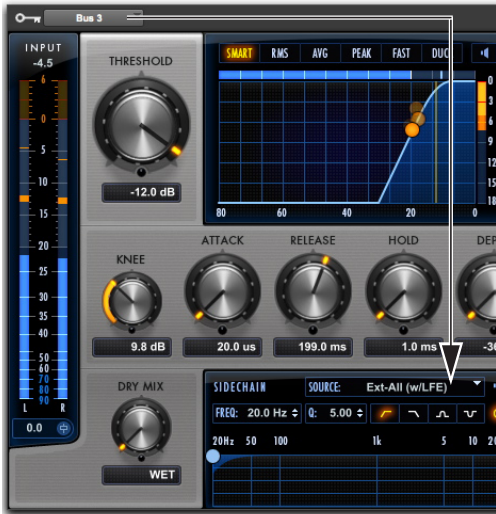 Bus 3
INPUT
-4.5
6
0
5
10
15
20
25
30
35
40
50
60
70
80
90
L R
0.0
THRESHOLD
-12.0 dB
SMART RMS AVG PEAK FAST DUC
0
3
6
9
12
15
18
80 60 40 20 0
KNEE
9.8 dB
ATTACK
20.0 us
RELEASE
199.0 ms
HOLD
1.0 ms
DEP
-36
DRY MIX
WET
SIDECHAIN SOURCE: Ext-All (w/LFE)
FREQ: 20.0 Hz Q: 5.00
20Hz 50 100 1k 5 10 20